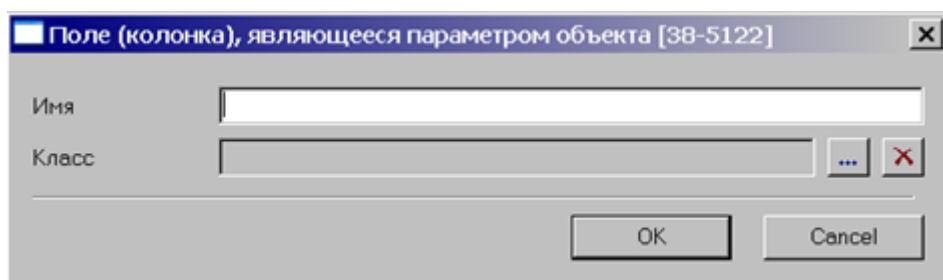 Поле (колонка), являющееся параметром объекта [38-5122]
Имя
Класс ...
OK Cancel